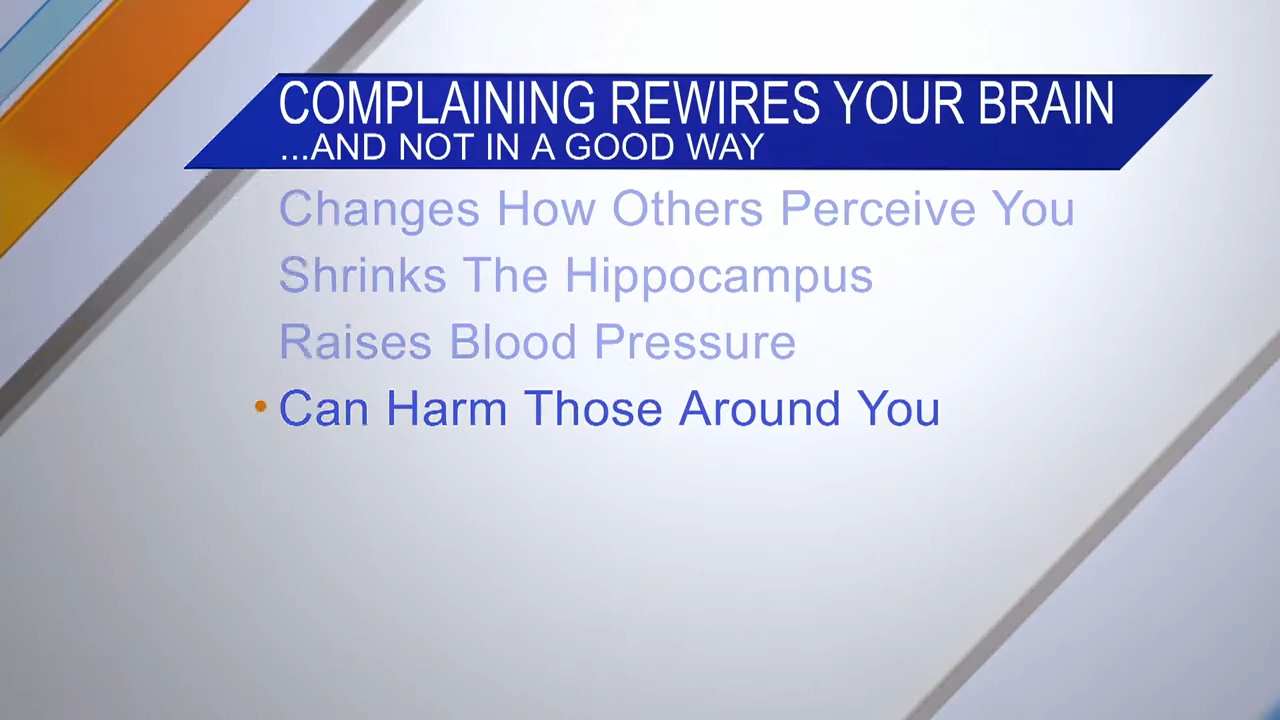 COMPLAINING REWIRES YOUR BRAIN
...AND NOT IN A GOOD WAY
Changes How Others Perceive You
Shrinks The Hippocampus
Raises Blood Pressure
• Can Harm Those Around You